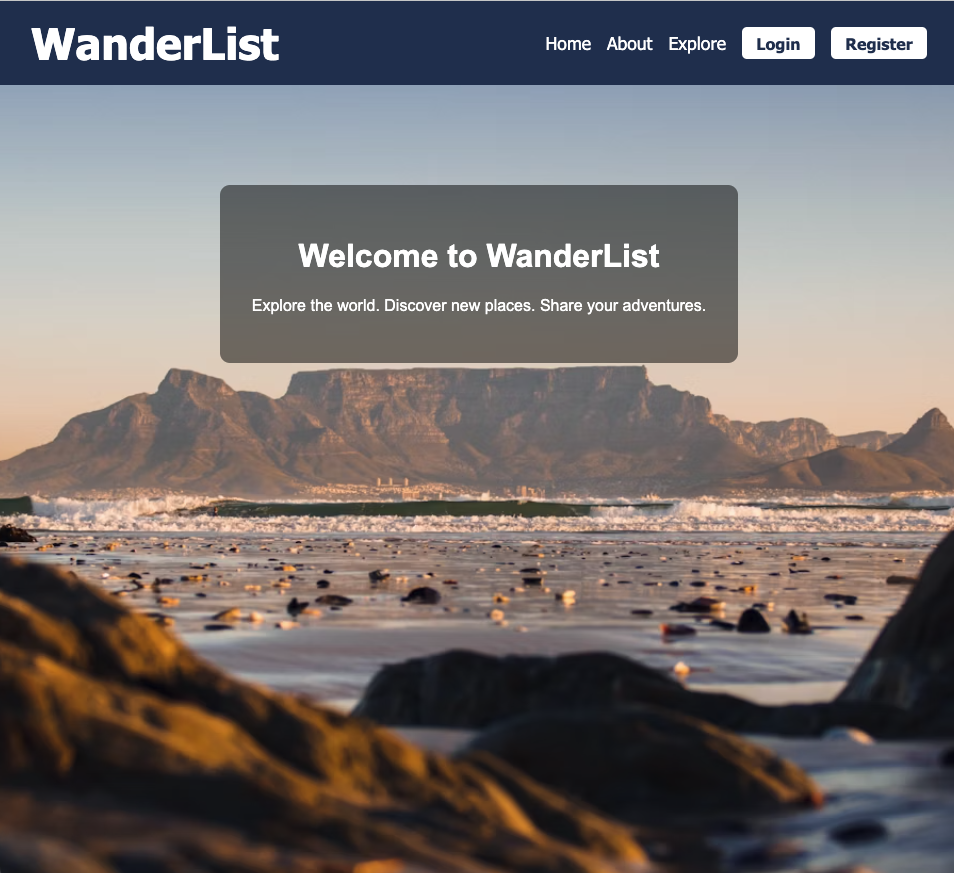 WanderList
Home About Explore Login Register
Welcome to WanderList
Explore the world. Discover new places. Share your adventures.